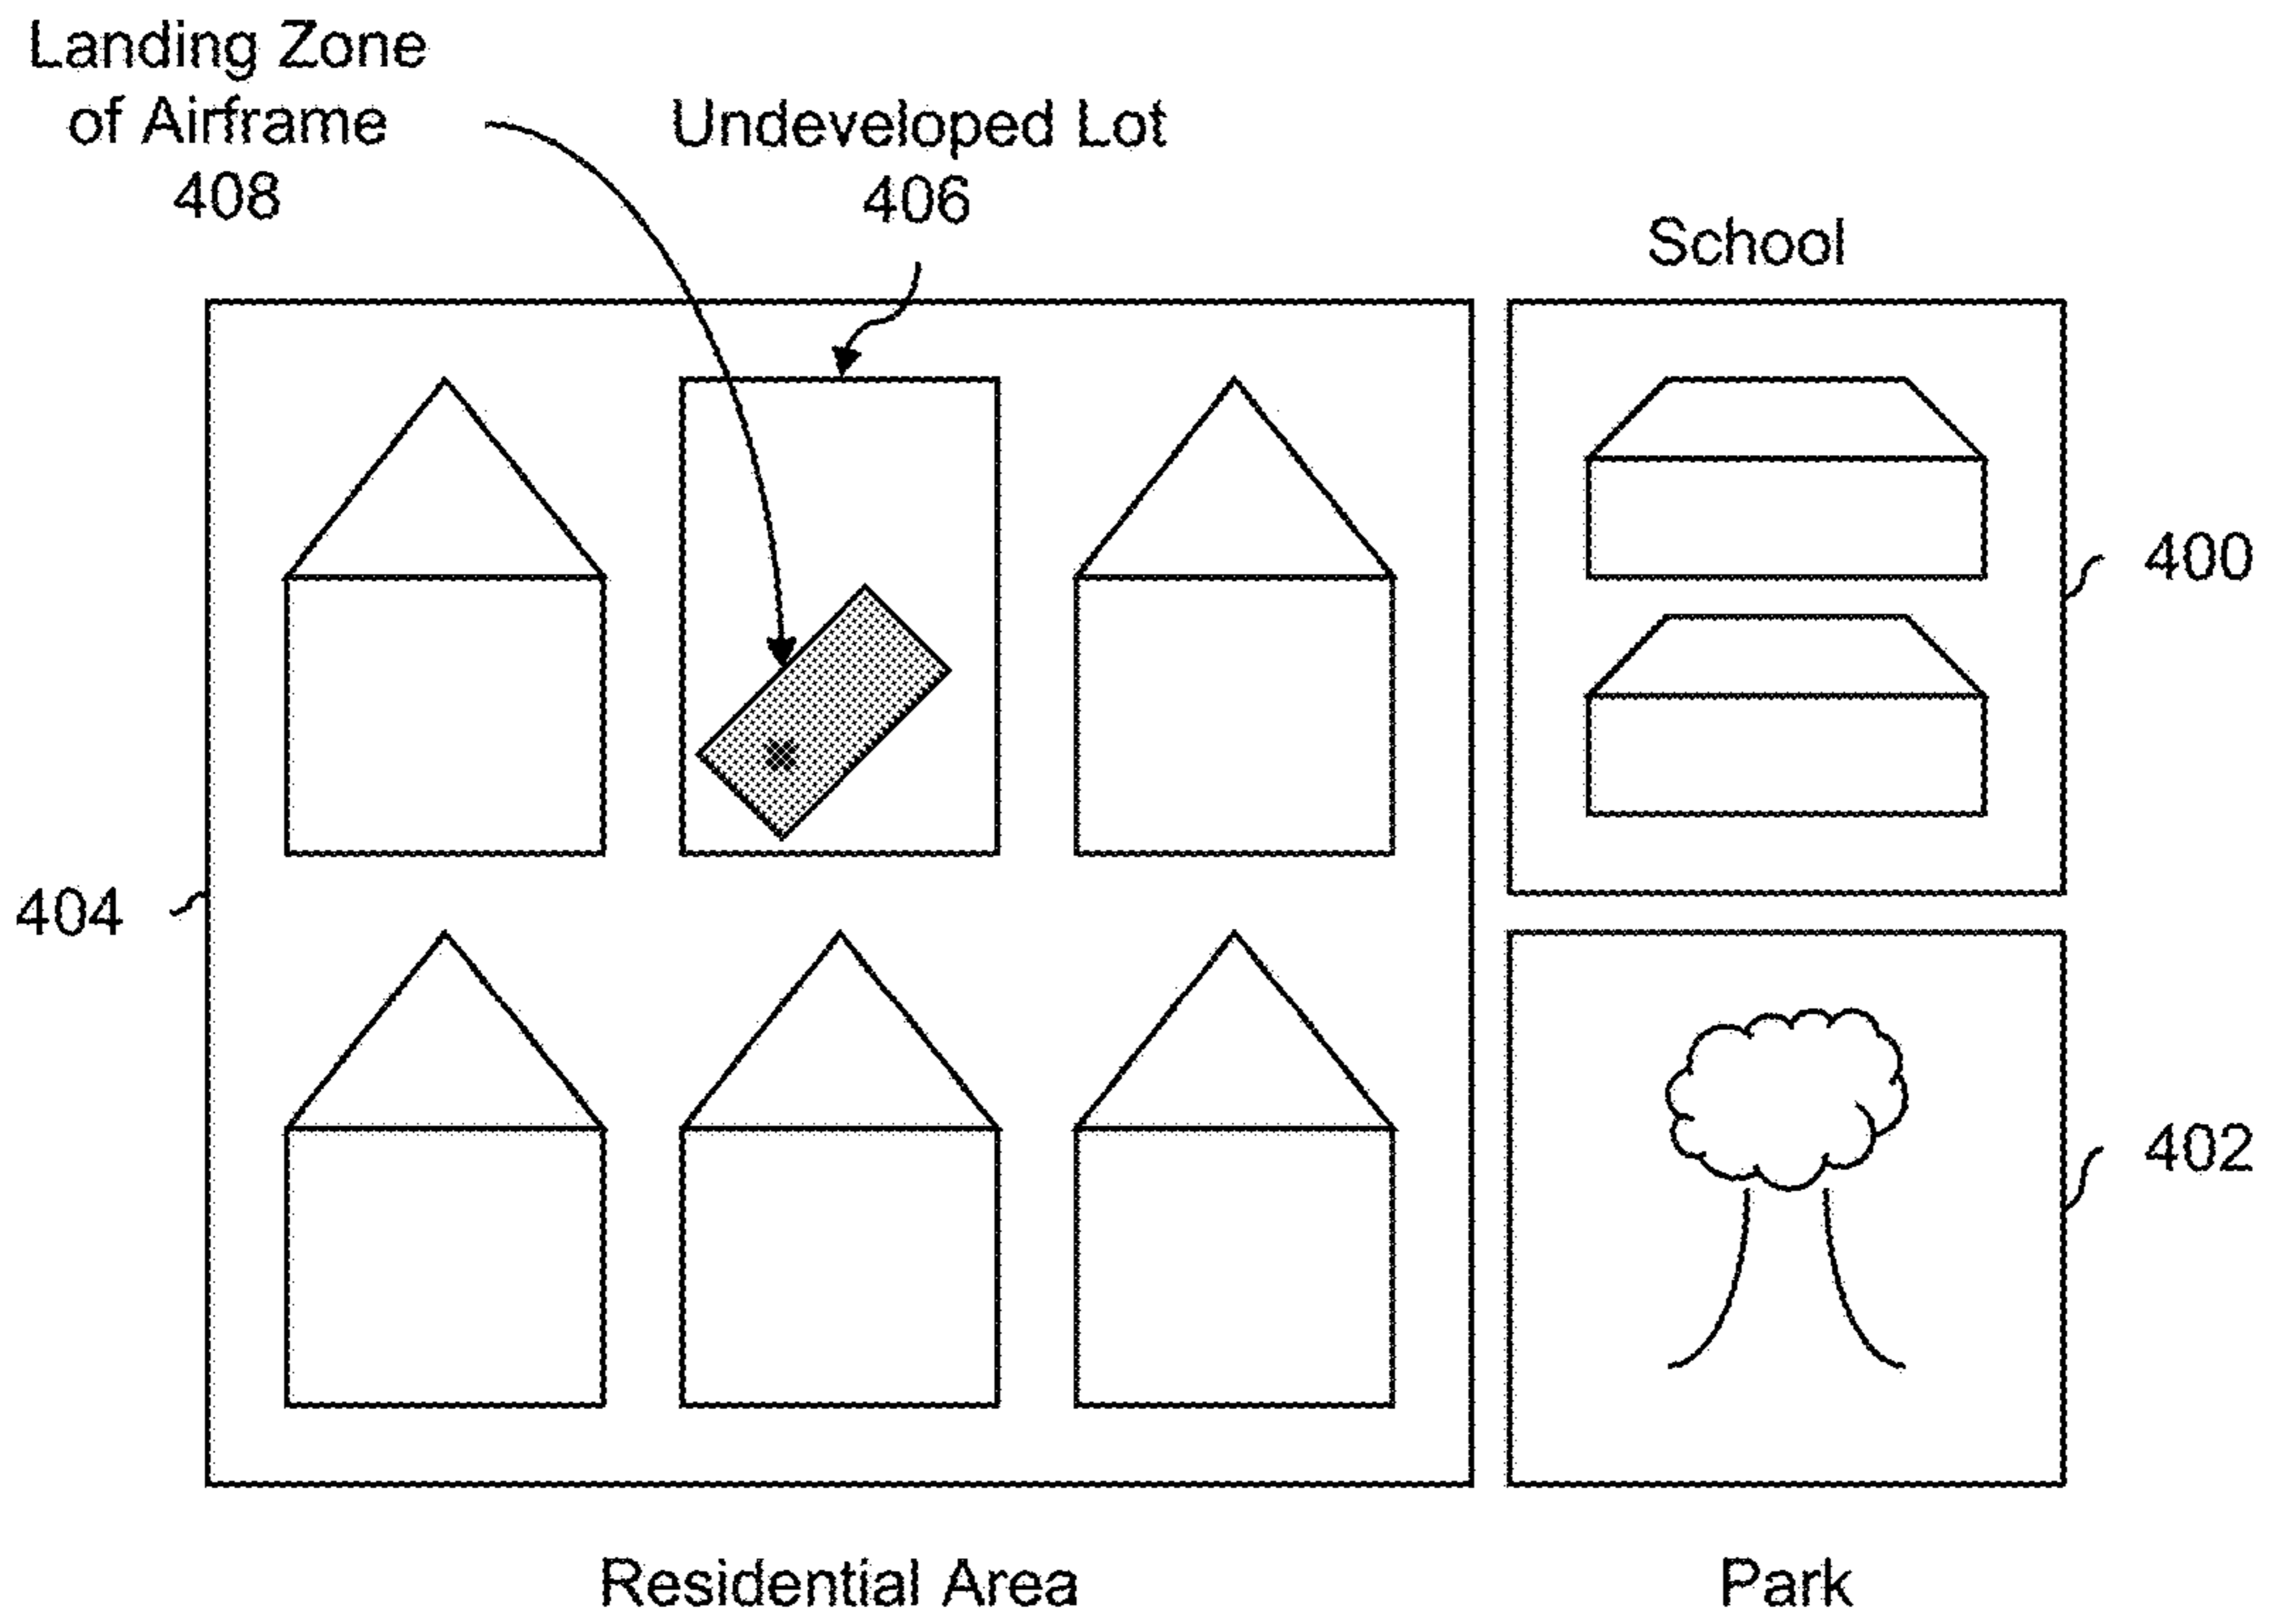 Landing Zone
of Airframe
408
Undeveloped Lot
406
School
400
404
402
Residential Area
Park